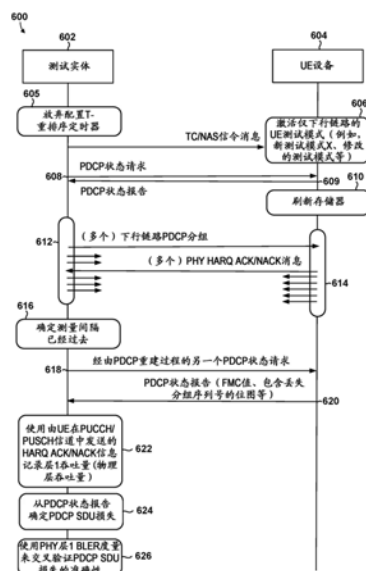 600
602
604
测试实体
UE设备
605
放弃配置T-
重排序定时器
TC/NAS信令消息
606
激活仅下行链路的
UE测试模式（例如，
新测试模式X、修改
的测试模式等）
PDCP状态请求
608
609
PDCP状态报告
610
刷新存储器
612
（多个）下行链路PDCP分组
（多个）PHY HARQ ACK/NACK消息
614
616
确定测量间隔
已经过去
经由PDCP重建过程的另一个PDCP状态请求
618
PDCP状态报告（FMC值、包含丢失
分组序列号的位图等）
620
使用由UE在PUCCH/
PUSCH信道中发送的
HARQ ACK/NACK信息
记录层1吞吐量(物理
层吞吐量)
622
从PDCP状态报告
确定PDCP SDU损失
624
使用PHY层1 BLER度量
来交叉验证PDCP SDU
损失的准确性
626